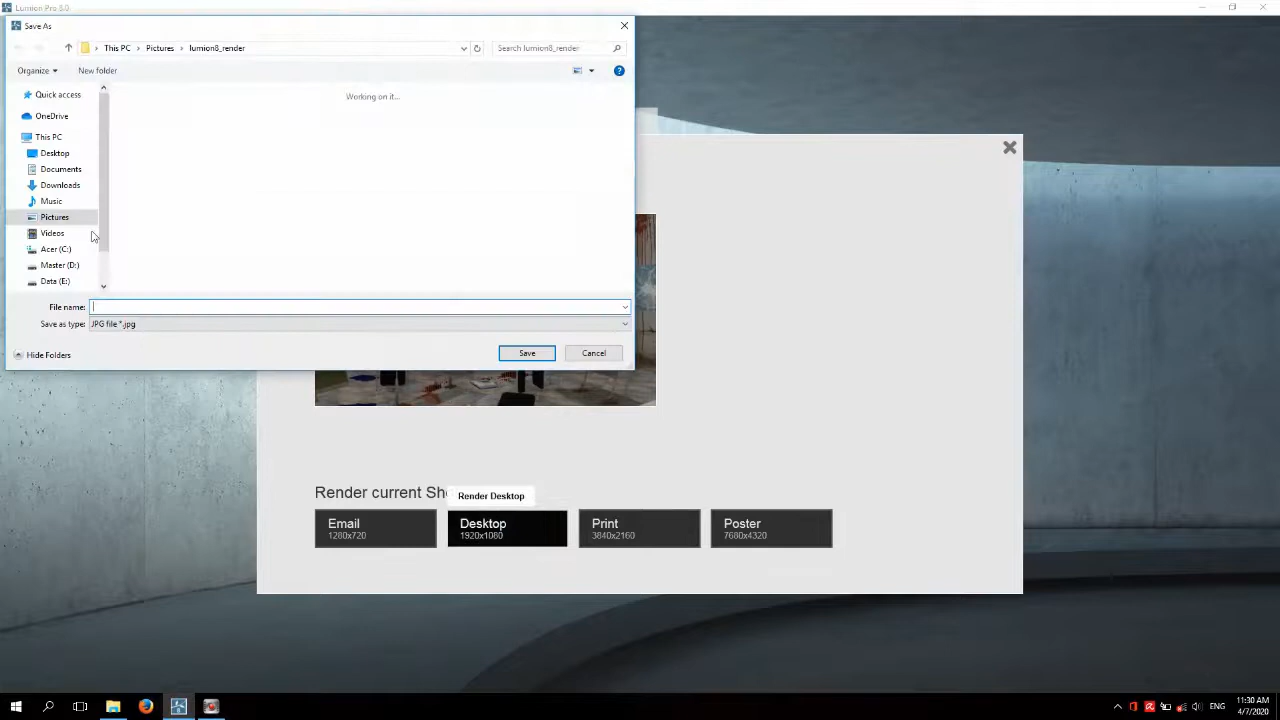 Lumion Pro 8.0
Save As
This PC
Pictures
lumion8_render
Search lumion8_render
Organize
New folder
Working on it...
Quick access
OneDrive
This PC
Desktop
Documents
Downloads
Music
Pictures
Videos
Acer (C:)
Master (D:)
Data (E:)
File name:
Save as type:
JPG file *.jpg
Hide Folders
Save
Cancel
Render current Sh
Render Desktop
Email
1280x720
Desktop
1920x1080
Print
3840x2160
Poster
7680x4320
ENG
11:30 AM
4/7/2020